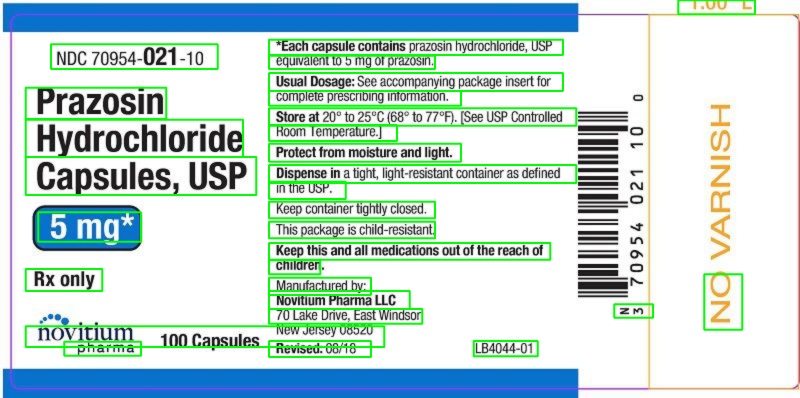 NDC 70954-021-10
Prazosin
Hydrochloride
Capsules, USP
5 mg*
Rx only
novitium
pharma
100 Capsules
*Each capsule contains prazosin hydrochloride, USP
equivalent to 5 mg of prazosin.
Usual Dosage: See accompanying package insert for
complete prescribing information.
Store at 20° to 25°C (68° to 77°F). [See USP Controlled
Room Temperature.]
Protect from moisture and light.
Dispense in a tight, light-resistant container as defined
in the USP.
Keep container tightly closed.
This package is child-resistant.
Keep this and all medications out of the reach of
children.
Manufactured by:
Novitium Pharma LLC
70 Lake Drive, East Windsor
New Jersey 08520
Revised: 08/18
LB4044-01
N
3 70954 021 10 0
NO VARNISH